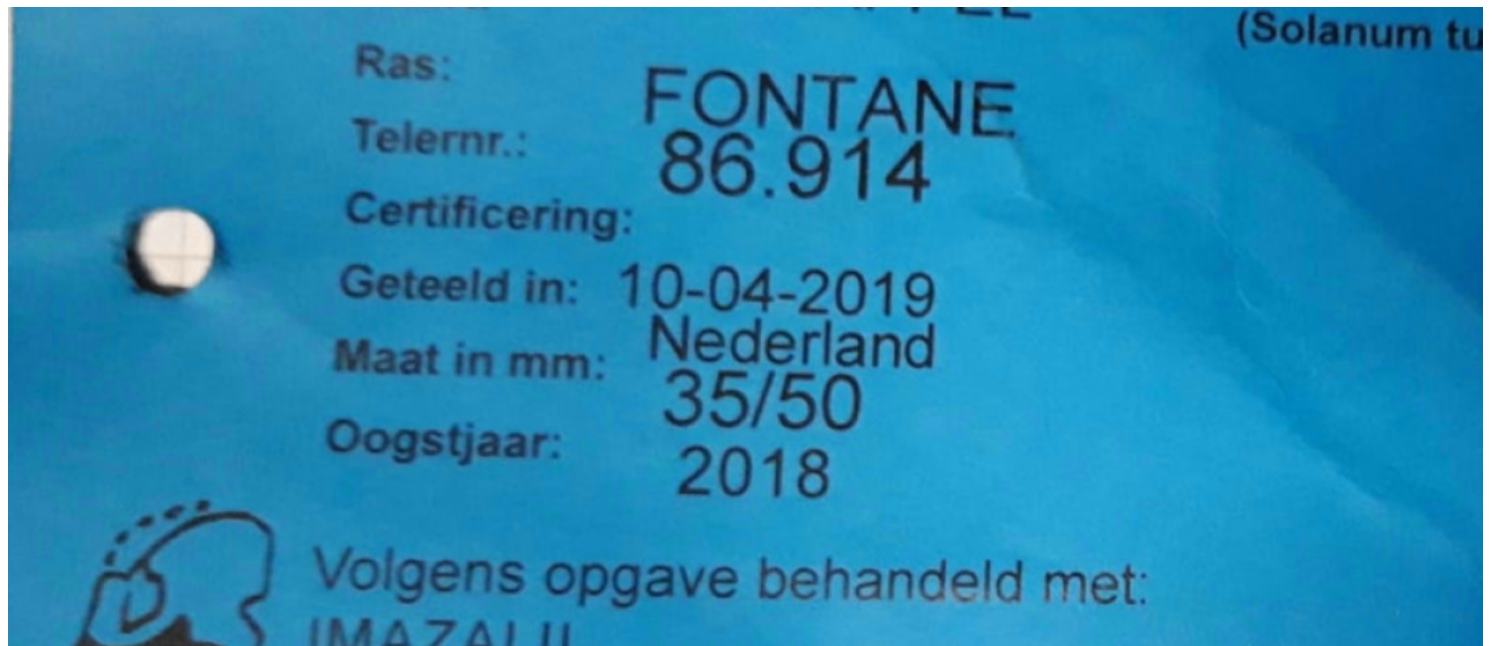 (Solanum tu
Ras: FONTANE
Telernr.: 86.914
Certificering:
Geteeld in: 10-04-2019
Maat in mm: Nederland
35/50
Oogstjaar: 2018
Volgens opgave behandeld met: